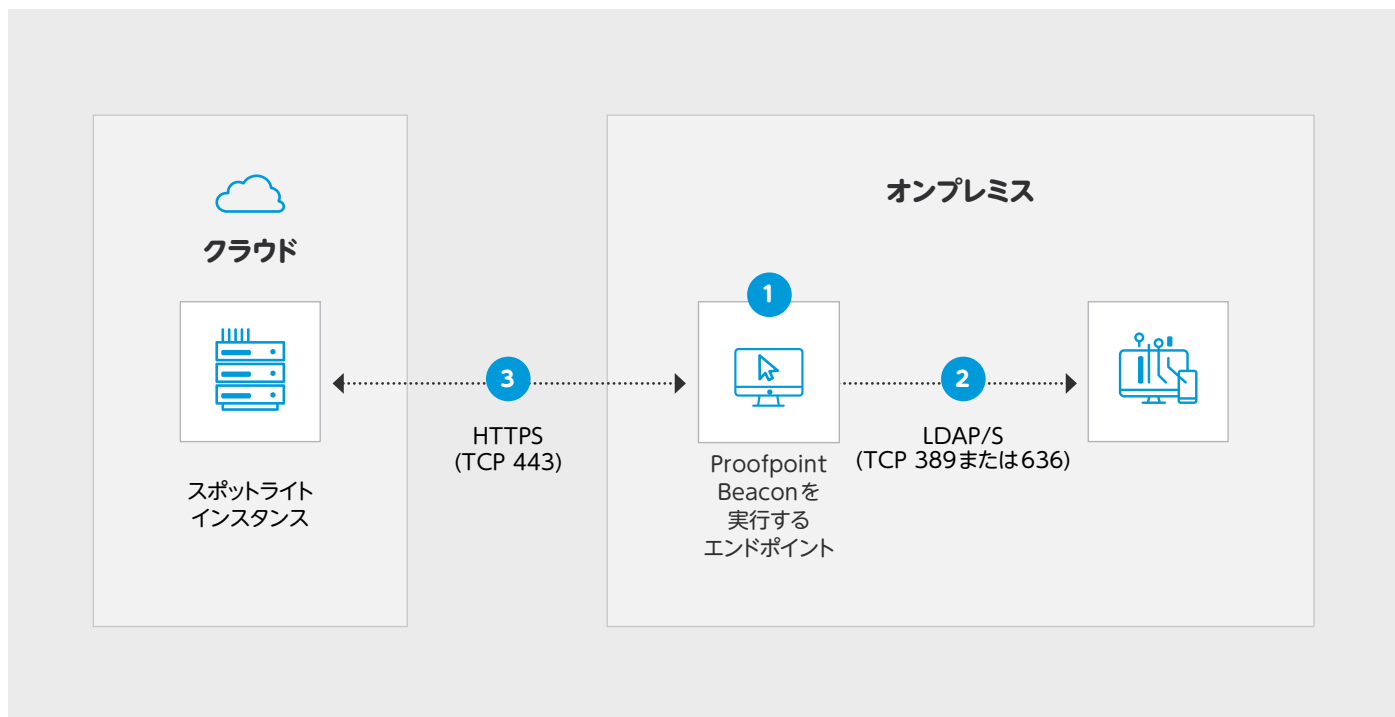 クラウド
スポットライト
インスタンス
3
HTTPS
(TCP 443)
オンプレミス
1
Proofpoint
Beaconを
実行する
エンドポイント
2
LDAP/S
(TCP 389または636)